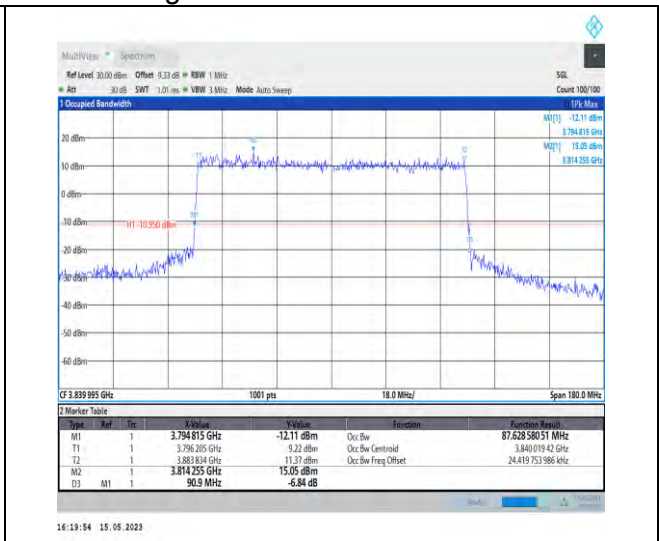 MultiView Spectrum
Ref Level 30.00 dBm Offset 9.33 dB RBW 1 MHz SGL
Att 30 dB SWT 1.01 ms VBW 3 MHz Mode Auto Sweep Count 100/100
1 Occupied Bandwidth 1Pk Max
M1[1] -12.11 dBm
3.794 815 GHz
20 dBm M2[1] 15.05 dBm
3.814 255 GHz
T2
10 dBm
0 dBm
M1
-10 dBm H1 -10.950 dBm
-20 dBm
-30 dBm
-40 dBm
-50 dBm
-60 dBm
CF 3.839 995 GHz 1001 pts 18.0 MHz/ Span 180.0 MHz
2 Marker Table
Type Ref Trc X-Value Y-Value Function Function Result
M1 1 3.794 815 GHz -12.11 dBm Occ Bw 87.628 580 51 MHz
T1 1 3.796 205 GHz 9.22 dBm Occ Bw Centroid 3.840 019 42 GHz
T2 1 3.883 834 GHz 11.37 dBm Occ Bw Freq Offset 24.419 753 986 kHz
M2 1 3.814 255 GHz 15.05 dBm
D3 M1 1 90.9 MHz -6.84 dB
16:19:54 15.05.2023